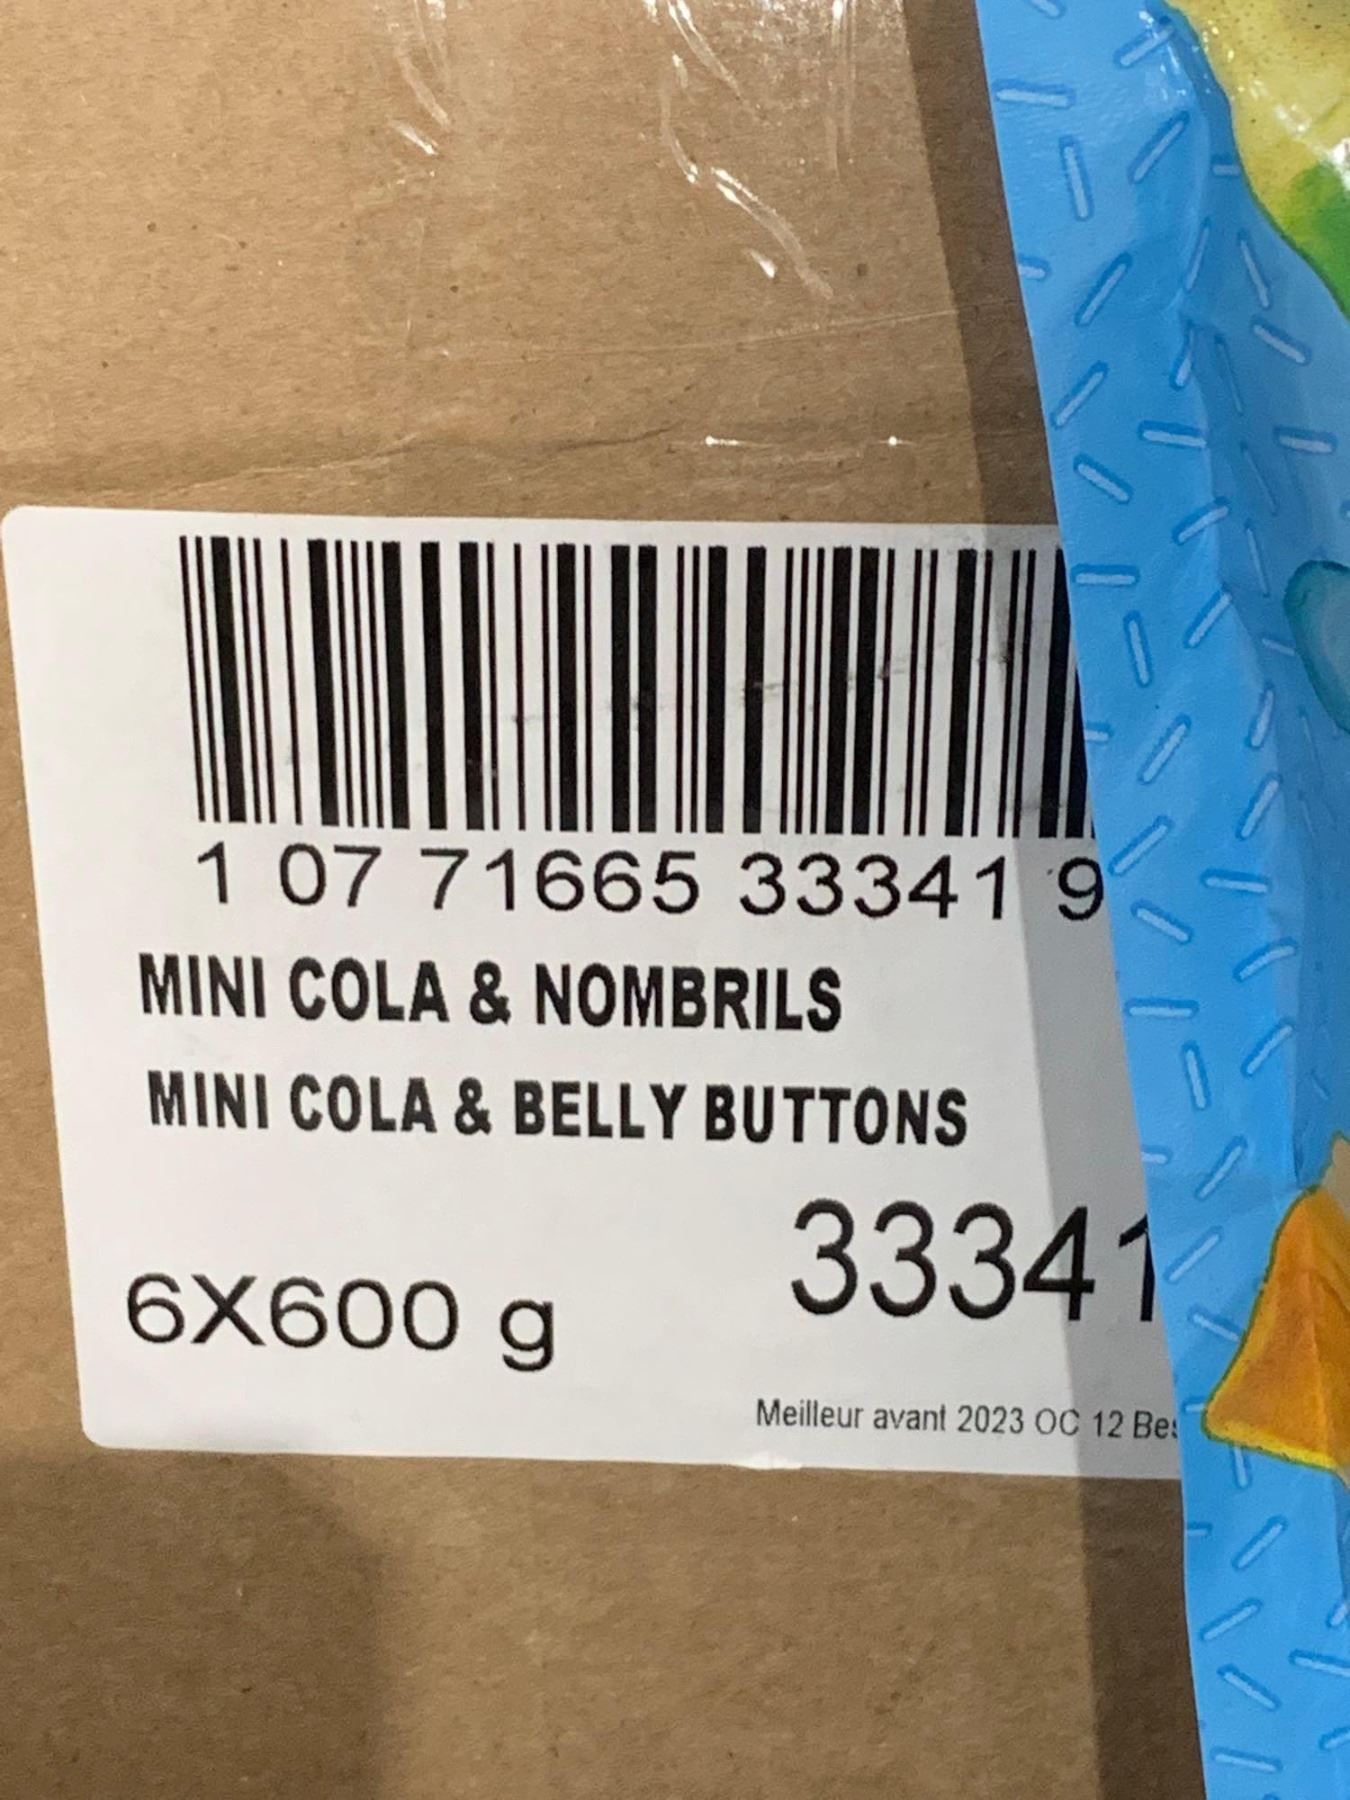 1 07 71665 33341 9
MINI COLA & NOMBRILS
MINI COLA & BELLY BUTTONS
33341
6X600 g
Meilleur avant 2023 OC 12